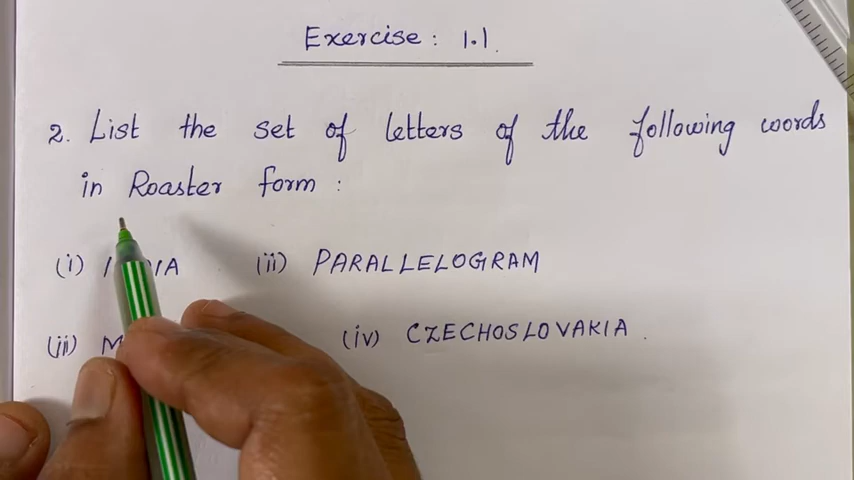 Exercise : 1.1.
2. List the set of letters of the following words
in Roaster form :
(i) (ii) PARALLELOGRAM
(iii) (iv) CZECHOSLOVAKIA.